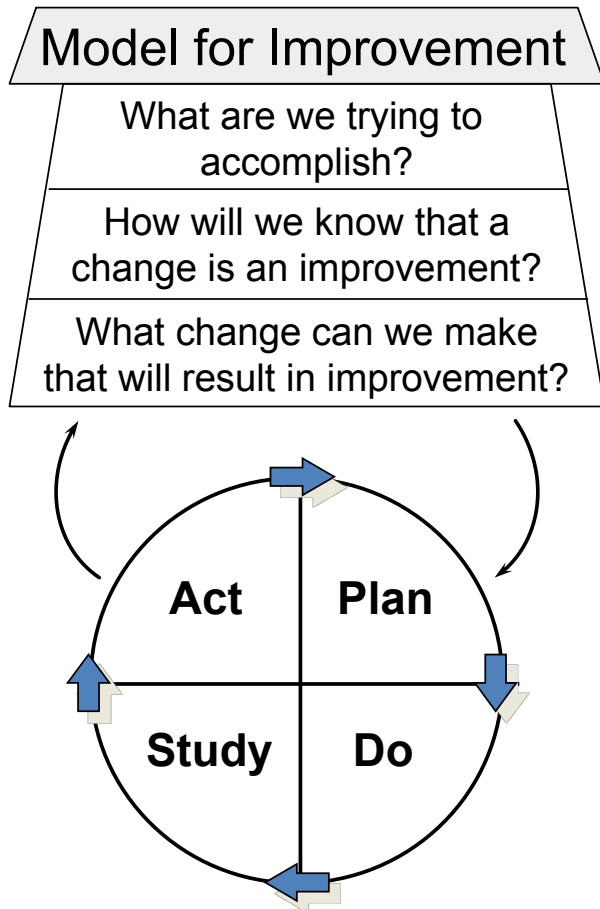 Model for Improvement
What are we trying to
accomplish?
How will we know that a
change is an improvement?
What change can we make
that will result in improvement?
Act
Plan
Study
Do